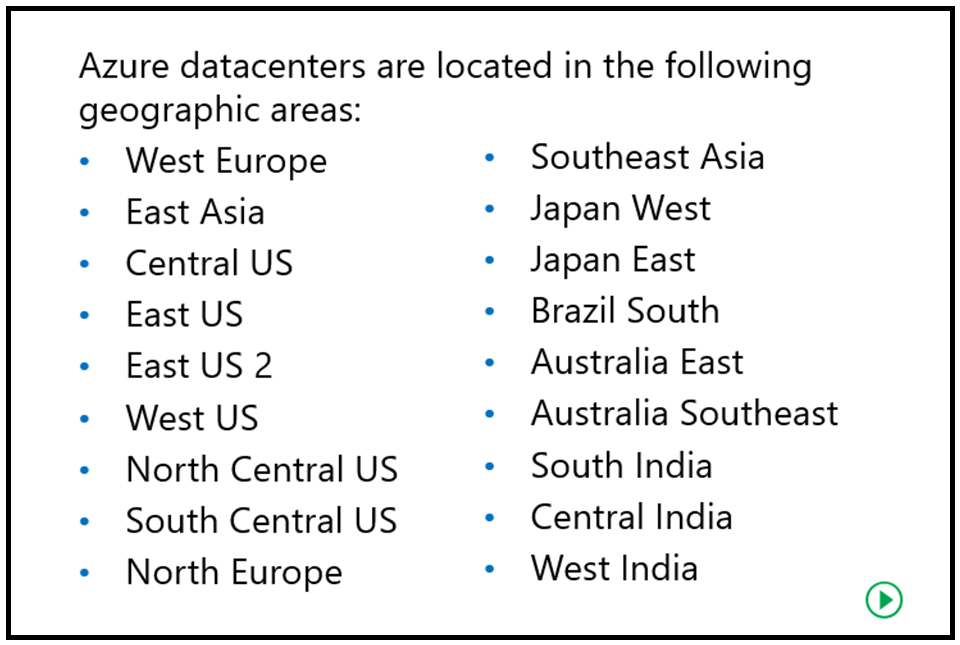 Azure datacenters are located in the following
geographic areas:
• West Europe
• East Asia
• Central US
• East US
• East US 2
• West US
• North Central US
• South Central US
• North Europe
• Southeast Asia
• Japan West
• Japan East
• Brazil South
• Australia East
• Australia Southeast
• South India
• Central India
• West India